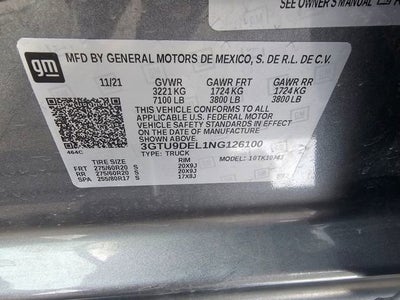 SEE OWNER'S MANUAL
gm
MFD BY GENERAL MOTORS DE MEXICO, S. DE R.L. DE C.V.
11/21 GVWR GAWR FRT GAWR RR
3221 KG 1724 KG 1724 KG
7100 LB 3800 LB 3800 LB
THIS VEHICLE CONFORMS TO ALL
APPLICABLE U.S. FEDERAL MOTOR
VEHICLE SAFETY STANDARDS IN
EFFECT ON THE DATE OF MANUFACTURE
SHOWN ABOVE.
3GTU9DEL1NG126100
TYPE: TRUCK MODEL:
464C
TIRE SIZE RIM
FRT 275/60R20 S 20X9J
RR 275/60R20 S 20X9J
SPA 255/80R17 S 17X8J